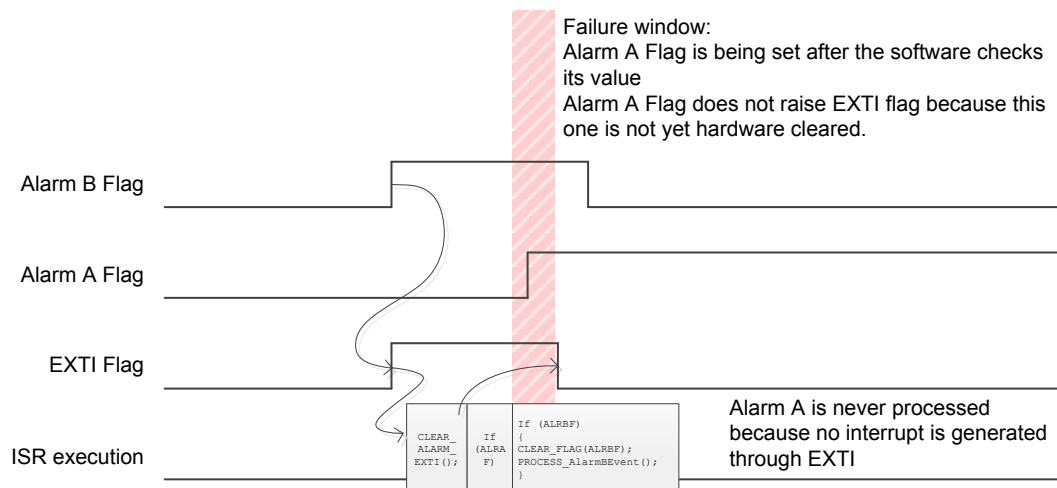 Failure window:
Alarm A Flag is being set after the software checks
its value
Alarm A Flag does not raise EXTI flag because this
one is not yet hardware cleared.
Alarm B Flag
Alarm A Flag
EXTI Flag
ISR execution
CLEAR_
ALARM_
EXTI();
If
(ALRA
F)
If (ALRBF)
{
CLEAR_FLAG(ALRBF);
PROCESS_AlarmBEvent();
}
Alarm A is never processed
because no interrupt is generated
through EXTI